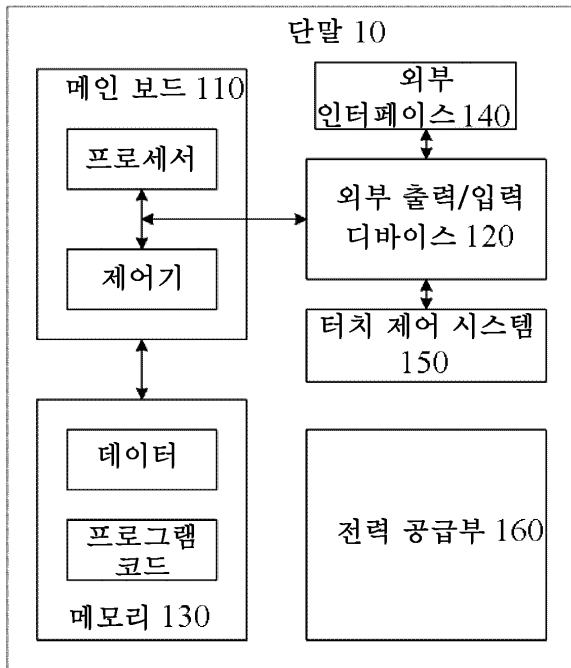 단말 10
메인 보드 110
프로세서
제어기
외부
인터페이스 140
외부 출력/입력
디바이스 120
터치 제어 시스템
150
데이터
프로그램
코드
메모리 130
전력 공급부 160